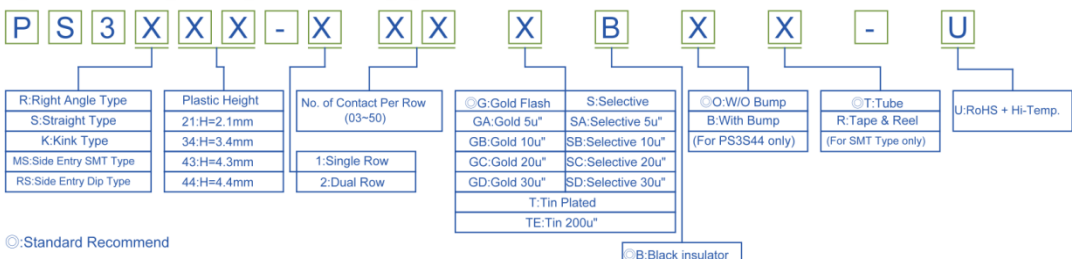 P S 3 X X X - X X X X B X X - U
R:Right Angle Type
S:Straight Type
K:Kink Type
MS:Side Entry SMT Type
RS:Side Entry Dip Type
Plastic Height
21:H=2.1mm
34:H=3.4mm
43:H=4.3mm
44:H=4.4mm
No. of Contact Per Row
(03~50)
1:Single Row
2:Dual Row
◎G:Gold Flash S:Selective
GA:Gold 5u" SA:Selective 5u"
GB:Gold 10u" SB:Selective 10u"
GC:Gold 20u" SC:Selective 20u"
GD:Gold 30u" SD:Selective 30u"
T:Tin Plated
TE:Tin 200u"
◎O:W/O Bump
B:With Bump
(For PS3S44 only)
◎T:Tube
R:Tape & Reel
(For SMT Type only)
U:RoHS + Hi-Temp.
◎:Standard Recommend
◎B:Black insulator